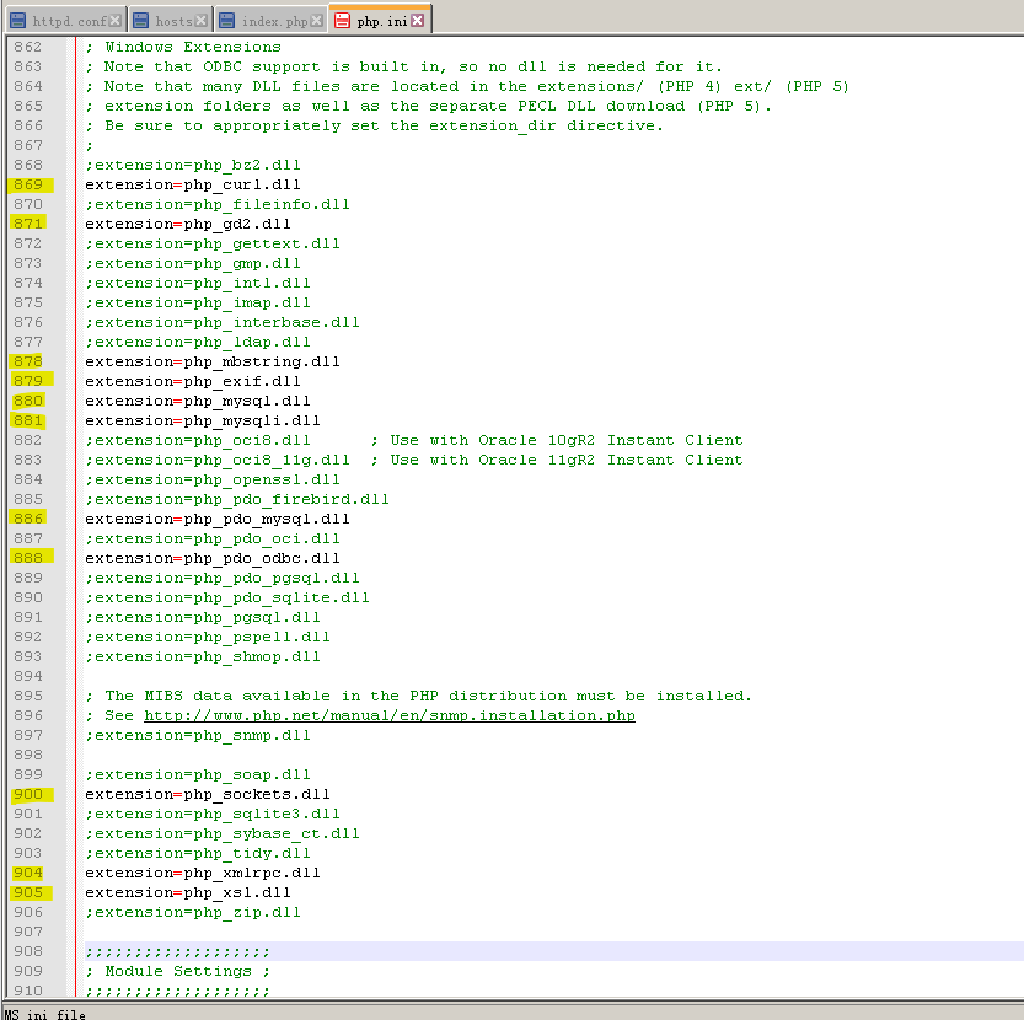 httpd.conf hosts index.php php.ini
862 ; Windows Extensions
863 ; Note that ODBC support is built in, so no dll is needed for it.
864 ; Note that many DLL files are located in the extensions/ (PHP 4) ext/ (PHP 5)
865 ; extension folders as well as the separate PECL DLL download (PHP 5).
866 ; Be sure to appropriately set the extension_dir directive.
867 ;
868 ;extension=php_bz2.dll
869 extension=php_curl.dll
870 ;extension=php_fileinfo.dll
871 extension=php_gd2.dll
872 ;extension=php_gettext.dll
873 ;extension=php_gmp.dll
874 ;extension=php_intl.dll
875 ;extension=php_imap.dll
876 ;extension=php_interbase.dll
877 ;extension=php_ldap.dll
878 extension=php_mbstring.dll
879 extension=php_exif.dll
880 extension=php_mysql.dll
881 extension=php_mysqli.dll
882 ;extension=php_oci8.dll ; Use with Oracle 10gR2 Instant Client
883 ;extension=php_oci8_11g.dll ; Use with Oracle 11gR2 Instant Client
884 ;extension=php_openssl.dll
885 ;extension=php_pdo_firebird.dll
886 extension=php_pdo_mysql.dll
887 ;extension=php_pdo_oci.dll
888 extension=php_pdo_odbc.dll
889 ;extension=php_pdo_pgsql.dll
890 ;extension=php_pdo_sqlite.dll
891 ;extension=php_pgsql.dll
892 ;extension=php_pspell.dll
893 ;extension=php_shmop.dll
894
895 ; The MIBS data available in the PHP distribution must be installed.
896 ; See http://www.php.net/manual/en/snmp.installation.php
897 ;extension=php_snmp.dll
898
899 ;extension=php_soap.dll
900 extension=php_sockets.dll
901 ;extension=php_sqlite3.dll
902 ;extension=php_sybase_ct.dll
903 ;extension=php_tidy.dll
904 extension=php_xmlrpc.dll
905 extension=php_xsl.dll
906 ;extension=php_zip.dll
907
908 ;;;;;;;;;;;;;;;;;;;
909 ; Module Settings ;
910 ;;;;;;;;;;;;;;;;;;;
MS ini file